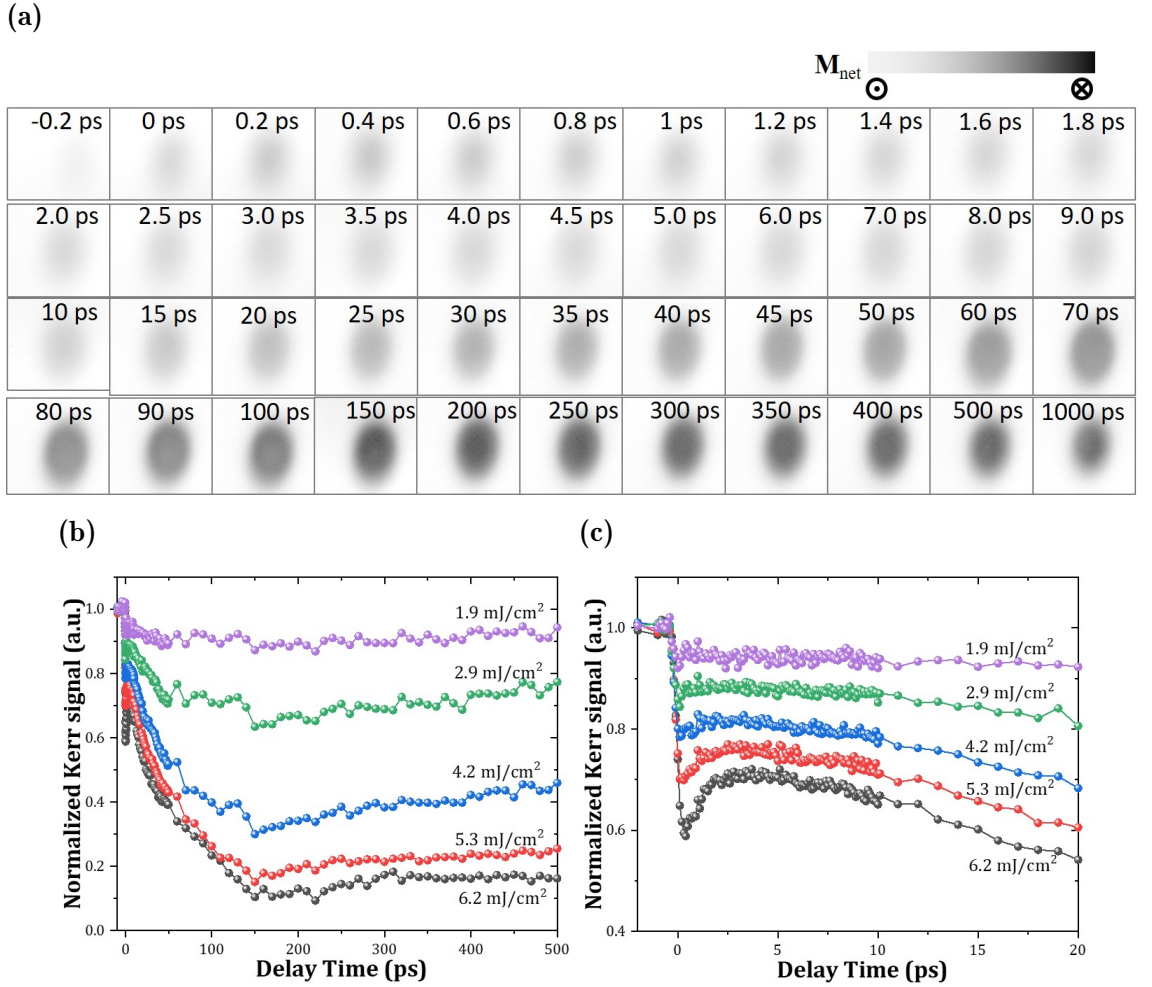 (a)
M_net
-0.2 ps 0 ps 0.2 ps 0.4 ps 0.6 ps 0.8 ps 1 ps 1.2 ps 1.4 ps 1.6 ps 1.8 ps
2.0 ps 2.5 ps 3.0 ps 3.5 ps 4.0 ps 4.5 ps 5.0 ps 6.0 ps 7.0 ps 8.0 ps 9.0 ps
10 ps 15 ps 20 ps 25 ps 30 ps 35 ps 40 ps 45 ps 50 ps 60 ps 70 ps
80 ps 90 ps 100 ps 150 ps 200 ps 250 ps 300 ps 350 ps 400 ps 500 ps 1000 ps
(b)
Normalized Kerr signal (a.u.)
1.0
0.8
0.6
0.4
0.2
0.0
1.9 mJ/cm²
2.9 mJ/cm²
4.2 mJ/cm²
5.3 mJ/cm²
6.2 mJ/cm²
0 100 200 300 400 500
Delay Time (ps)
(c)
Normalized Kerr signal (a.u.)
1.0
0.8
0.6
0.4
1.9 mJ/cm²
2.9 mJ/cm²
4.2 mJ/cm²
5.3 mJ/cm²
6.2 mJ/cm²
0 5 10 15 20
Delay Time (ps)